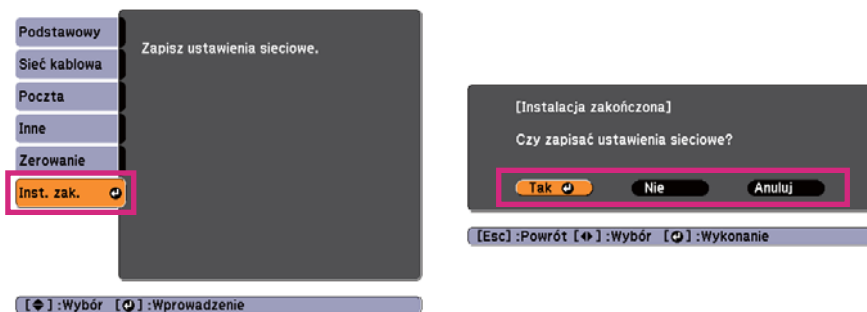 Podstawowy
Sieć kablowa
Poczta
Inne
Zerowanie
Inst. zak.
Zapisz ustawienia sieciowe.
[ ] :Wybór [ ] :Wprowadzenie
[Instalacja zakończona]
Czy zapisać ustawienia sieciowe?
Tak Nie Anuluj
[Esc] :Powrót [ ] :Wybór [ ] :Wykonanie